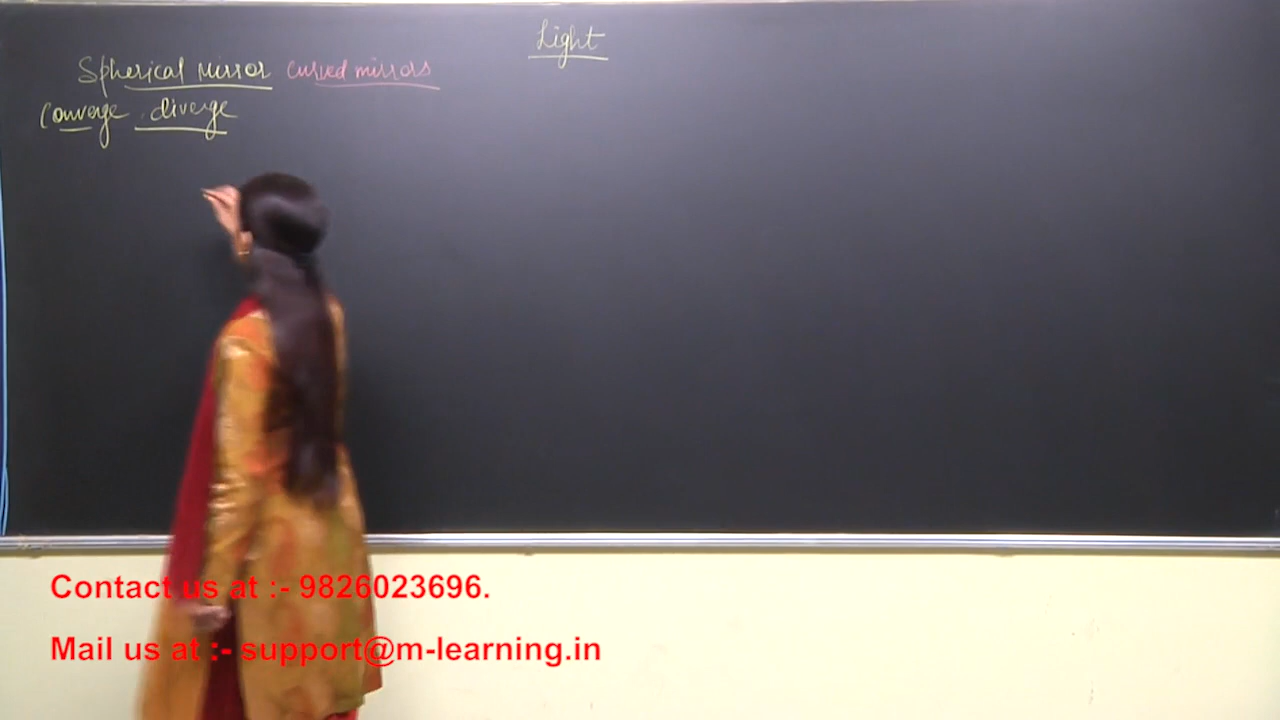 Light
Spherical Mirror curved mirrors
Converge. diverge
Contact us at :- 9826023696.
Mail us at :- support@m-learning.in